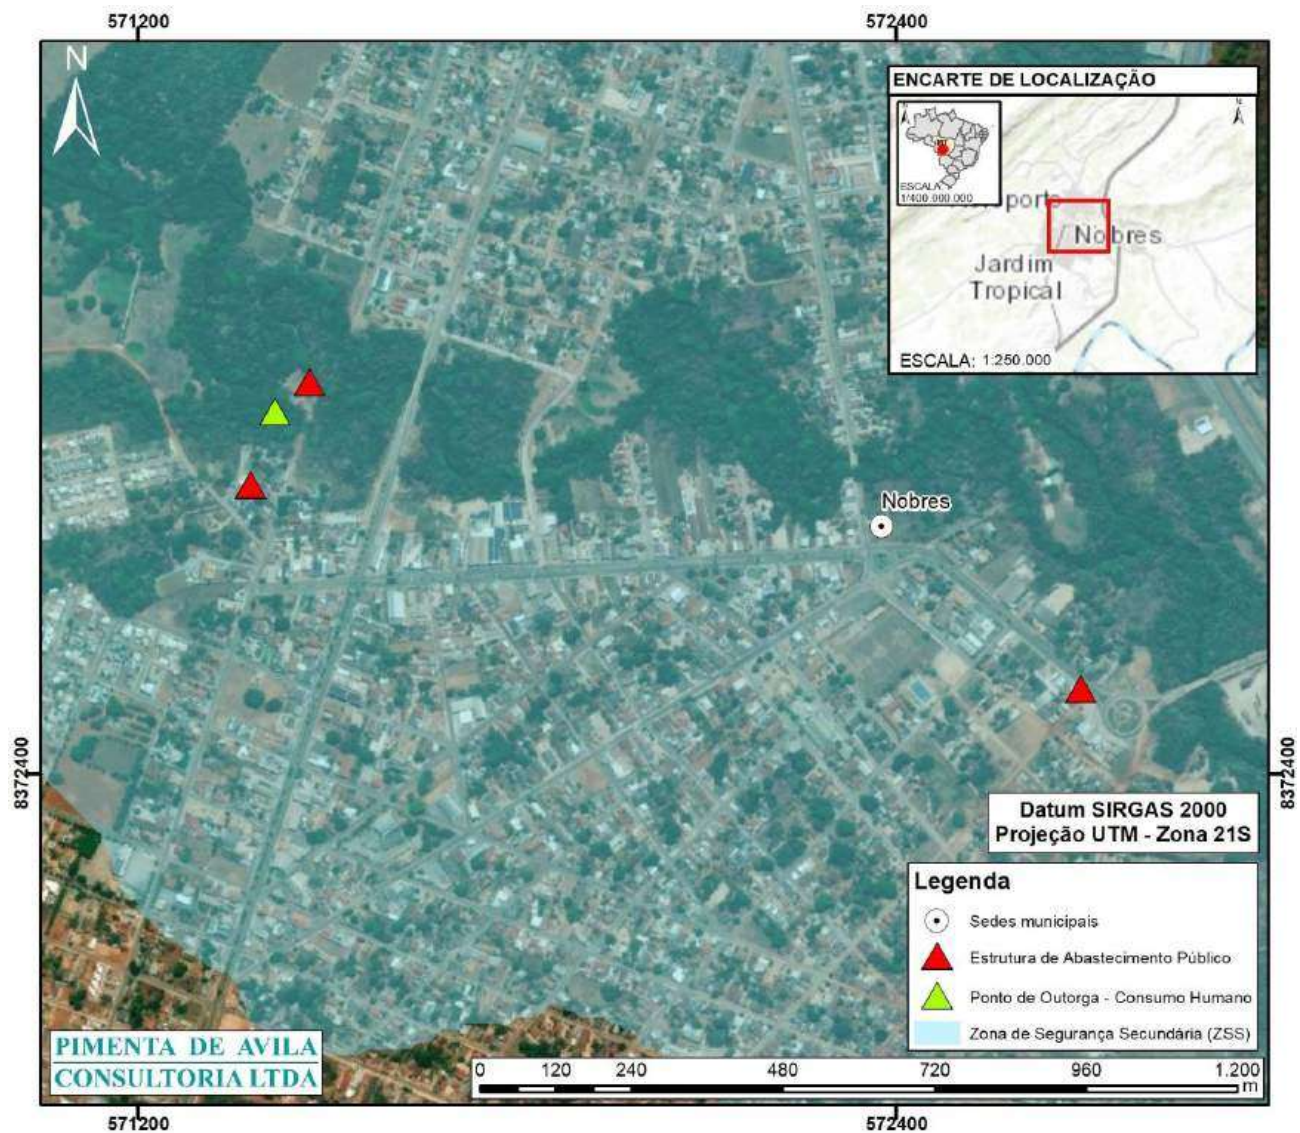 571200
572400
N
ENCARTE DE LOCALIZAÇÃO
ESCALA:
1/400.000.000
Nobres
Jardim
Tropical
ESCALA: 1:250.000
Nobres
8372400
8372400
Datum SIRGAS 2000
Projeção UTM - Zona 21S
Legenda
Sedes municipais
Estrutura de Abastecimento Público
Ponto de Outorga - Consumo Humano
Zona de Segurança Secundária (ZSS)
PIMENTA DE AVILA
CONSULTORIA LTDA
0 120 240 480 720 960 1.200
m
571200
572400